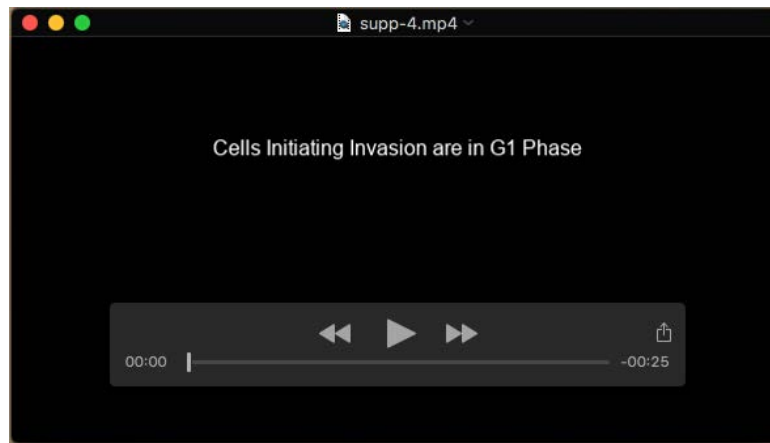 supp-4.mp4
Cells Initiating Invasion are in G1 Phase
00:00 -00:25